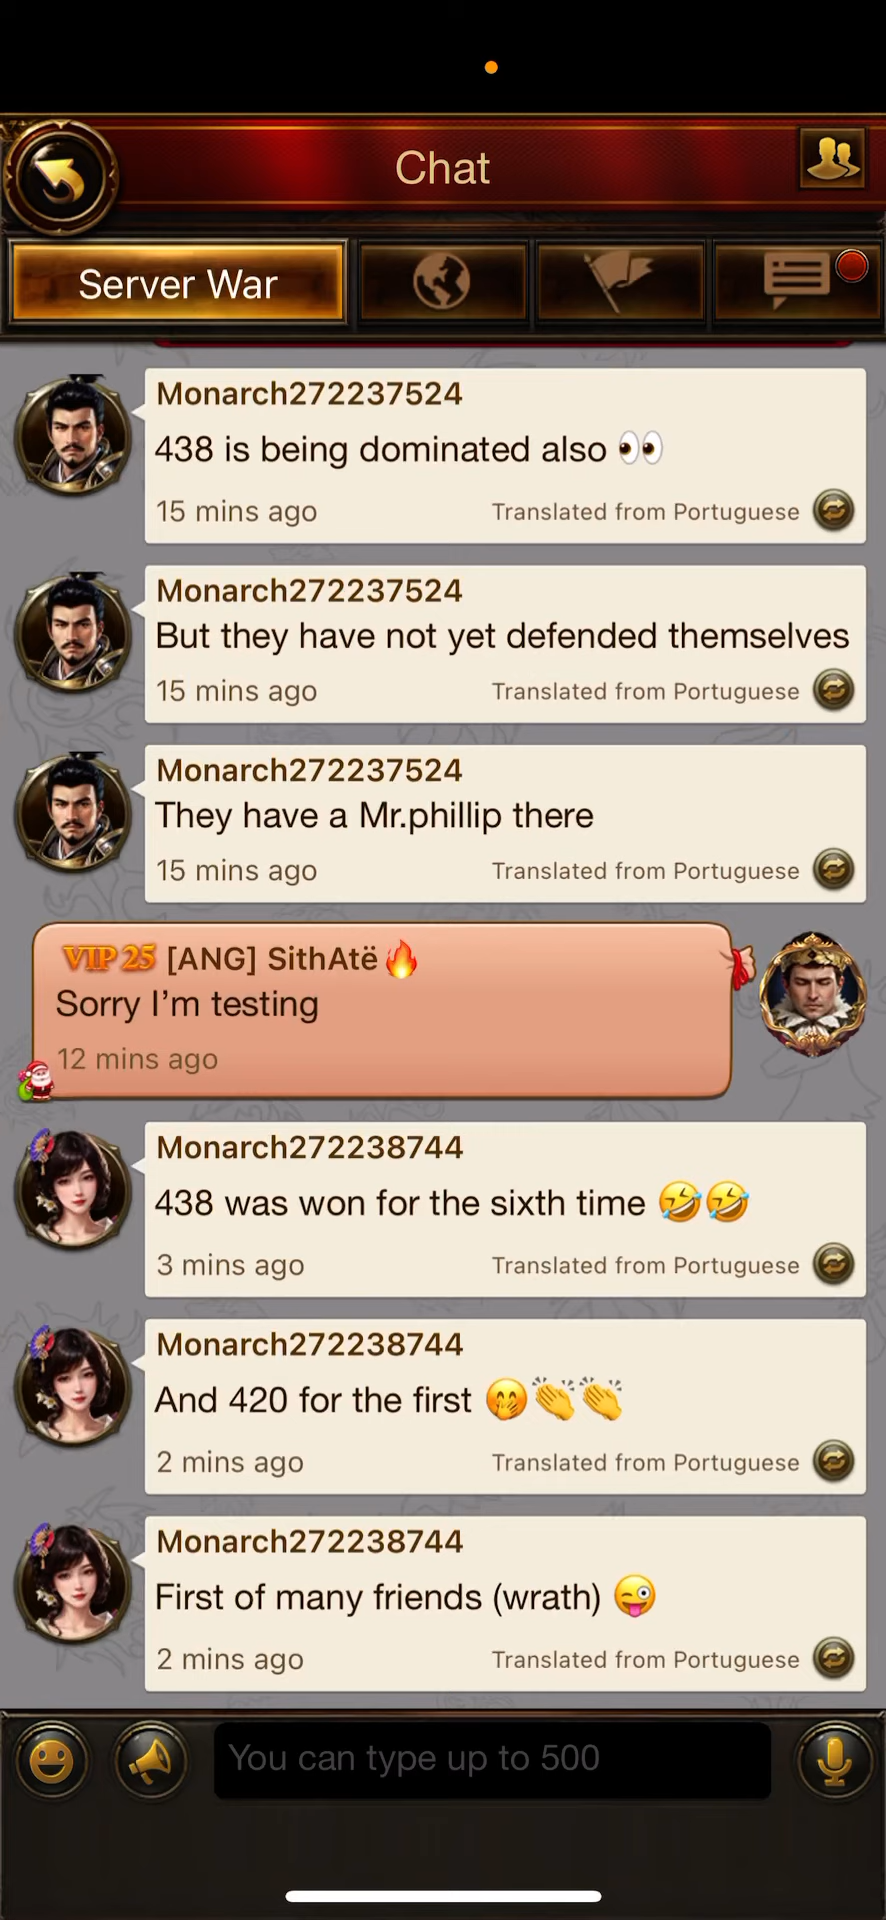 Chat
Server War
Monarch272237524
438 is being dominated also 👀
15 mins ago Translated from Portuguese
Monarch272237524
But they have not yet defended themselves
15 mins ago Translated from Portuguese
Monarch272237524
They have a Mr.phillip there
15 mins ago Translated from Portuguese
VIP 25 [ANG] SithAtë🔥
Sorry I’m testing
12 mins ago
Monarch272238744
438 was won for the sixth time 🤣🤣
3 mins ago Translated from Portuguese
Monarch272238744
And 420 for the first 🤭👏👏
2 mins ago Translated from Portuguese
Monarch272238744
First of many friends (wrath) 😜
2 mins ago Translated from Portuguese
You can type up to 500